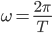 ω = 2π/T